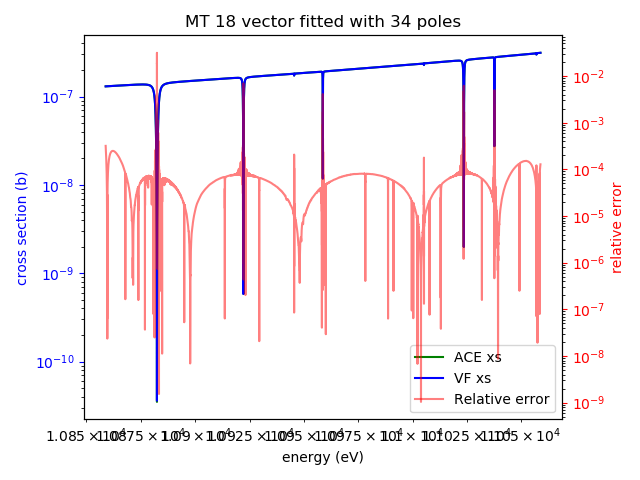 MT 18 vector fitted with 34 poles
10⁻⁷
10⁻⁸
10⁻⁹
10⁻¹⁰
cross section (b)
10⁻²
10⁻³
10⁻⁴
10⁻⁵
10⁻⁶
10⁻⁷
10⁻⁸
10⁻⁹
relative error
ACE xs
VF xs
Relative error
energy (eV)